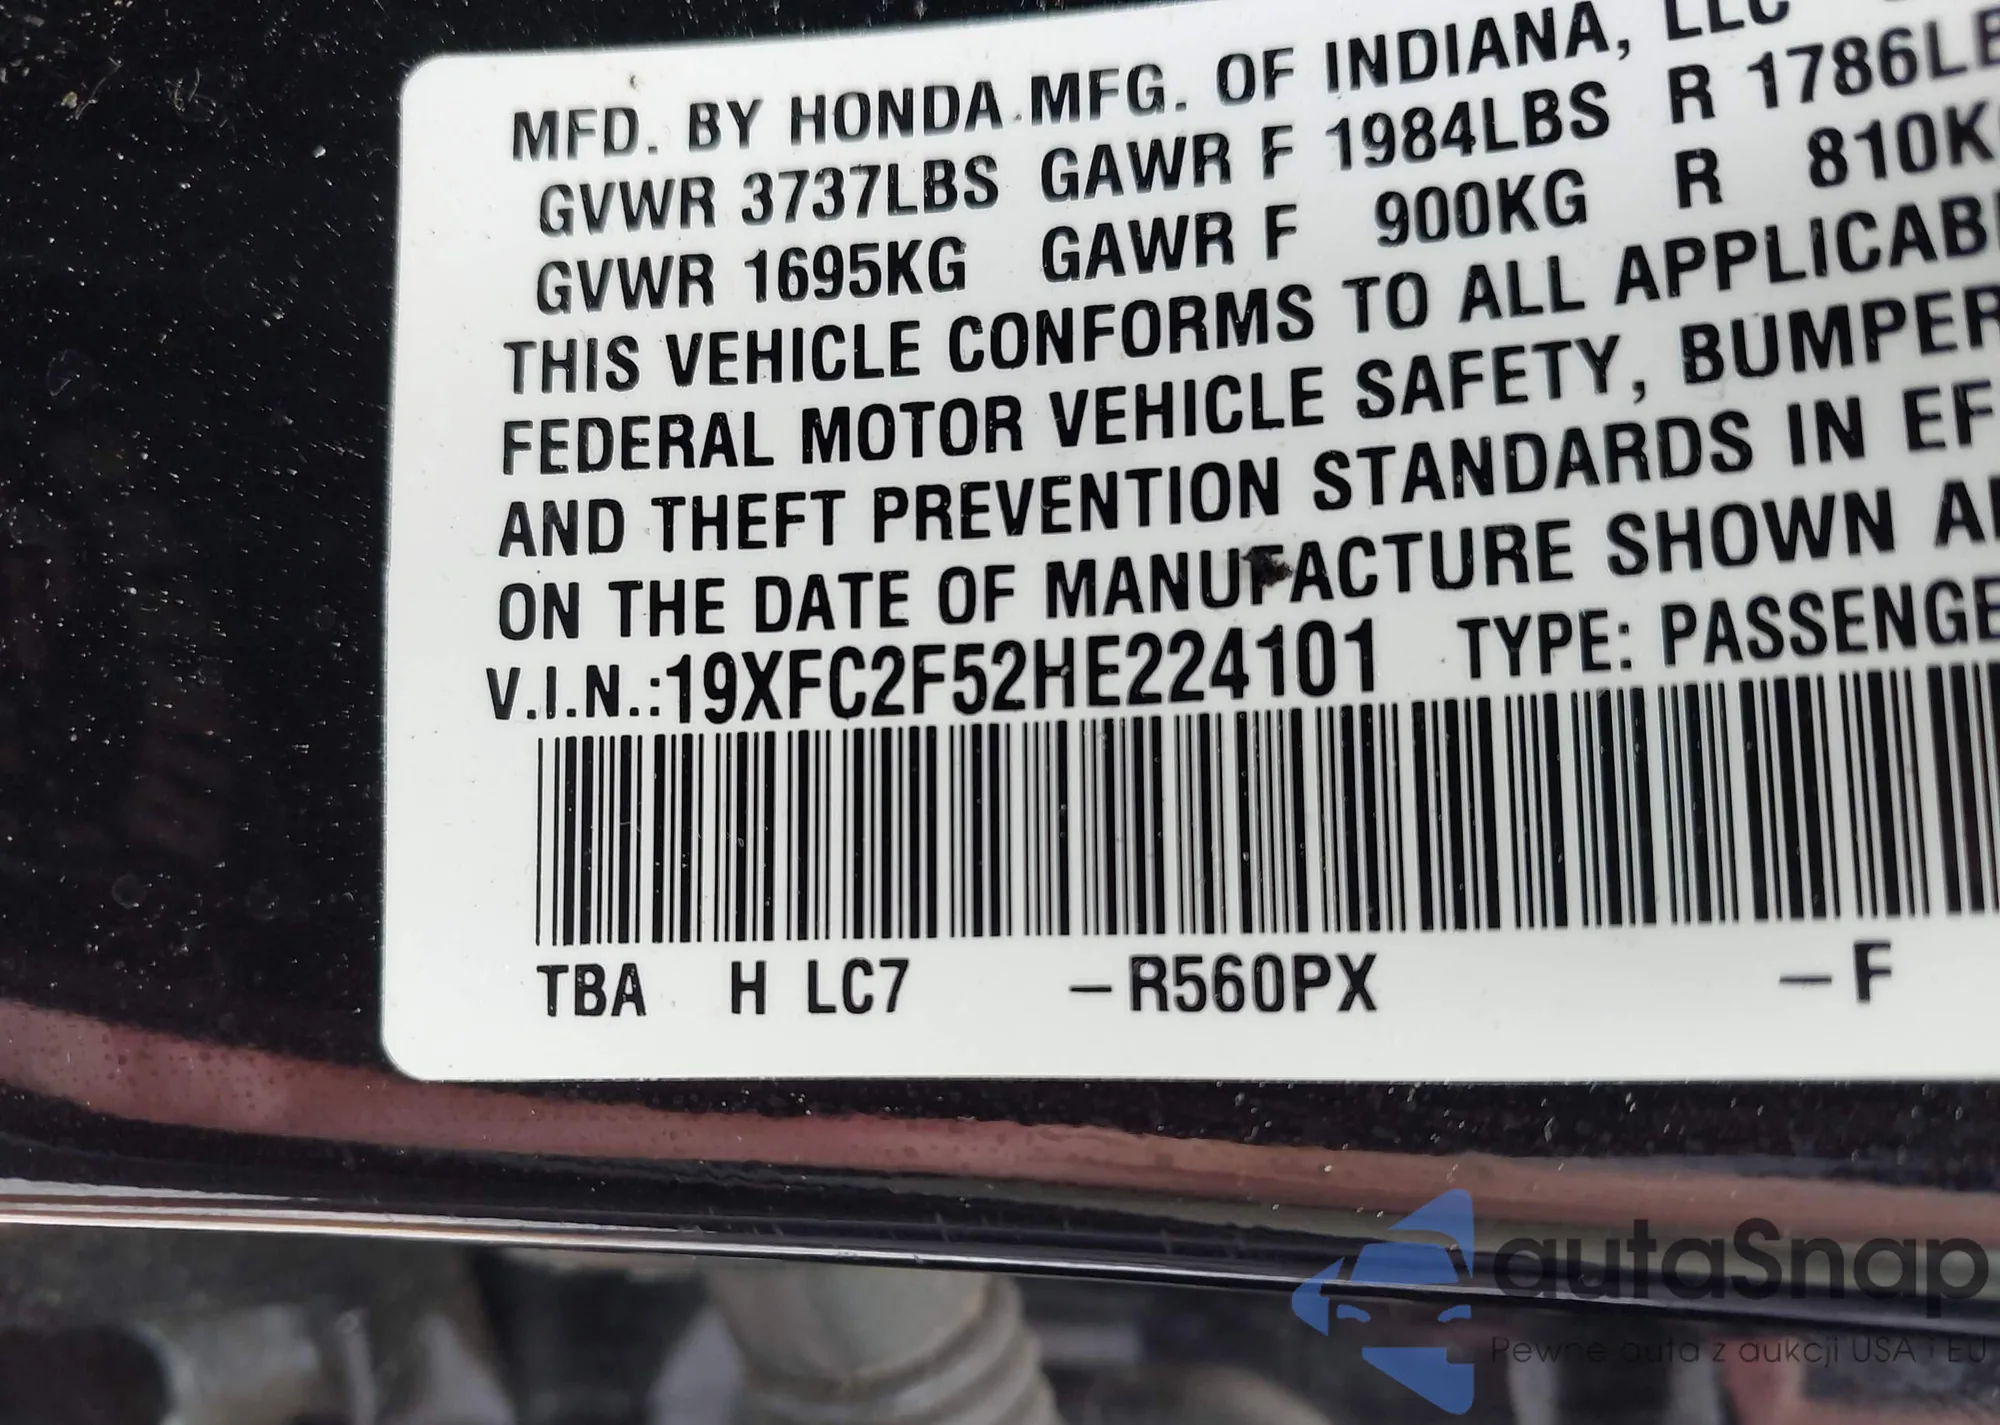 MFD. BY HONDA MFG. OF INDIANA, LLC
GVWR 3737LBS GAWR F 1984LBS R 1786LB
GVWR 1695KG GAWR F 900KG R 810K
THIS VEHICLE CONFORMS TO ALL APPLICAB
FEDERAL MOTOR VEHICLE SAFETY, BUMPER
AND THEFT PREVENTION STANDARDS IN EF
ON THE DATE OF MANUFACTURE SHOWN A
V.I.N.:19XFC2F52HE224101 TYPE: PASSENGE
TBA H LC7 –R560PX –F
autaSnap
Pewne auta z aukcji USA i EU